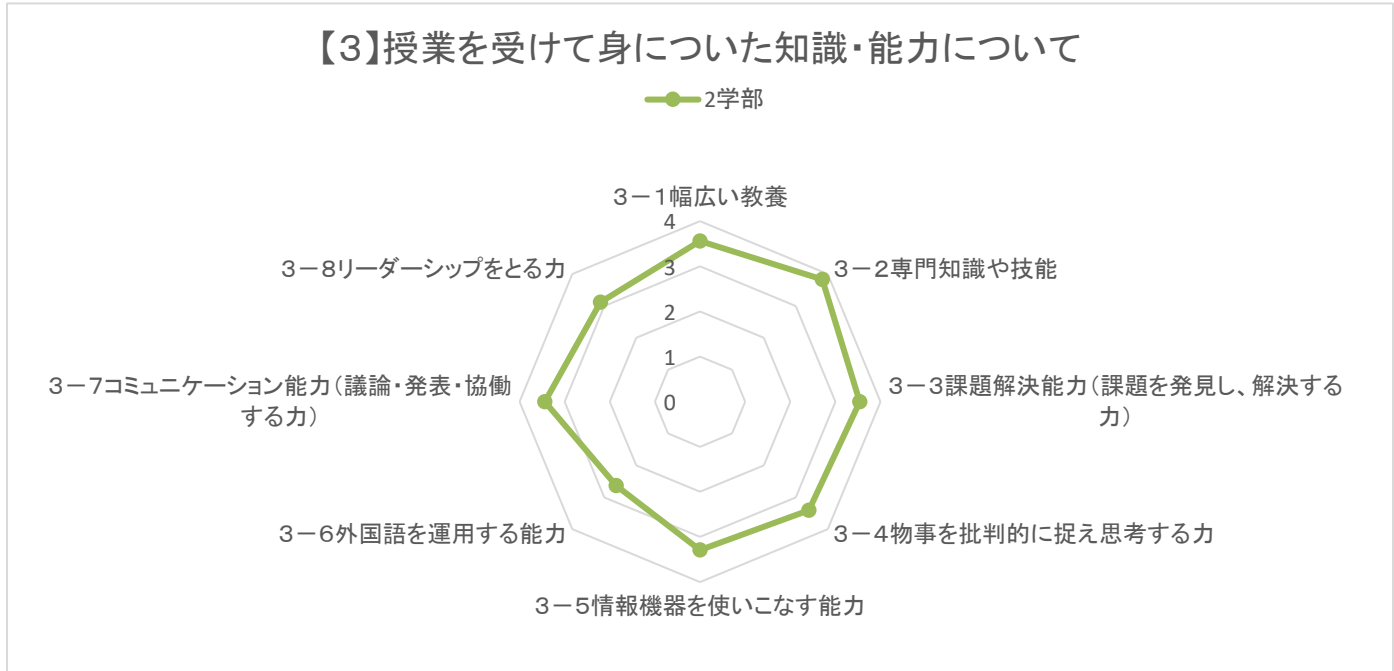 【3】授業を受けて身についた知識・能力について
2学部
3－1幅広い教養
4
3－8リーダーシップをとる力
3
3－2専門知識や技能
2
1
3－7コミュニケーション能力（議論・発表・協働
する力）
0
3－3課題解決能力（課題を発見し、解決する
力）
3－6外国語を運用する能力
3－4物事を批判的に捉え思考する力
3－5情報機器を使いこなす能力